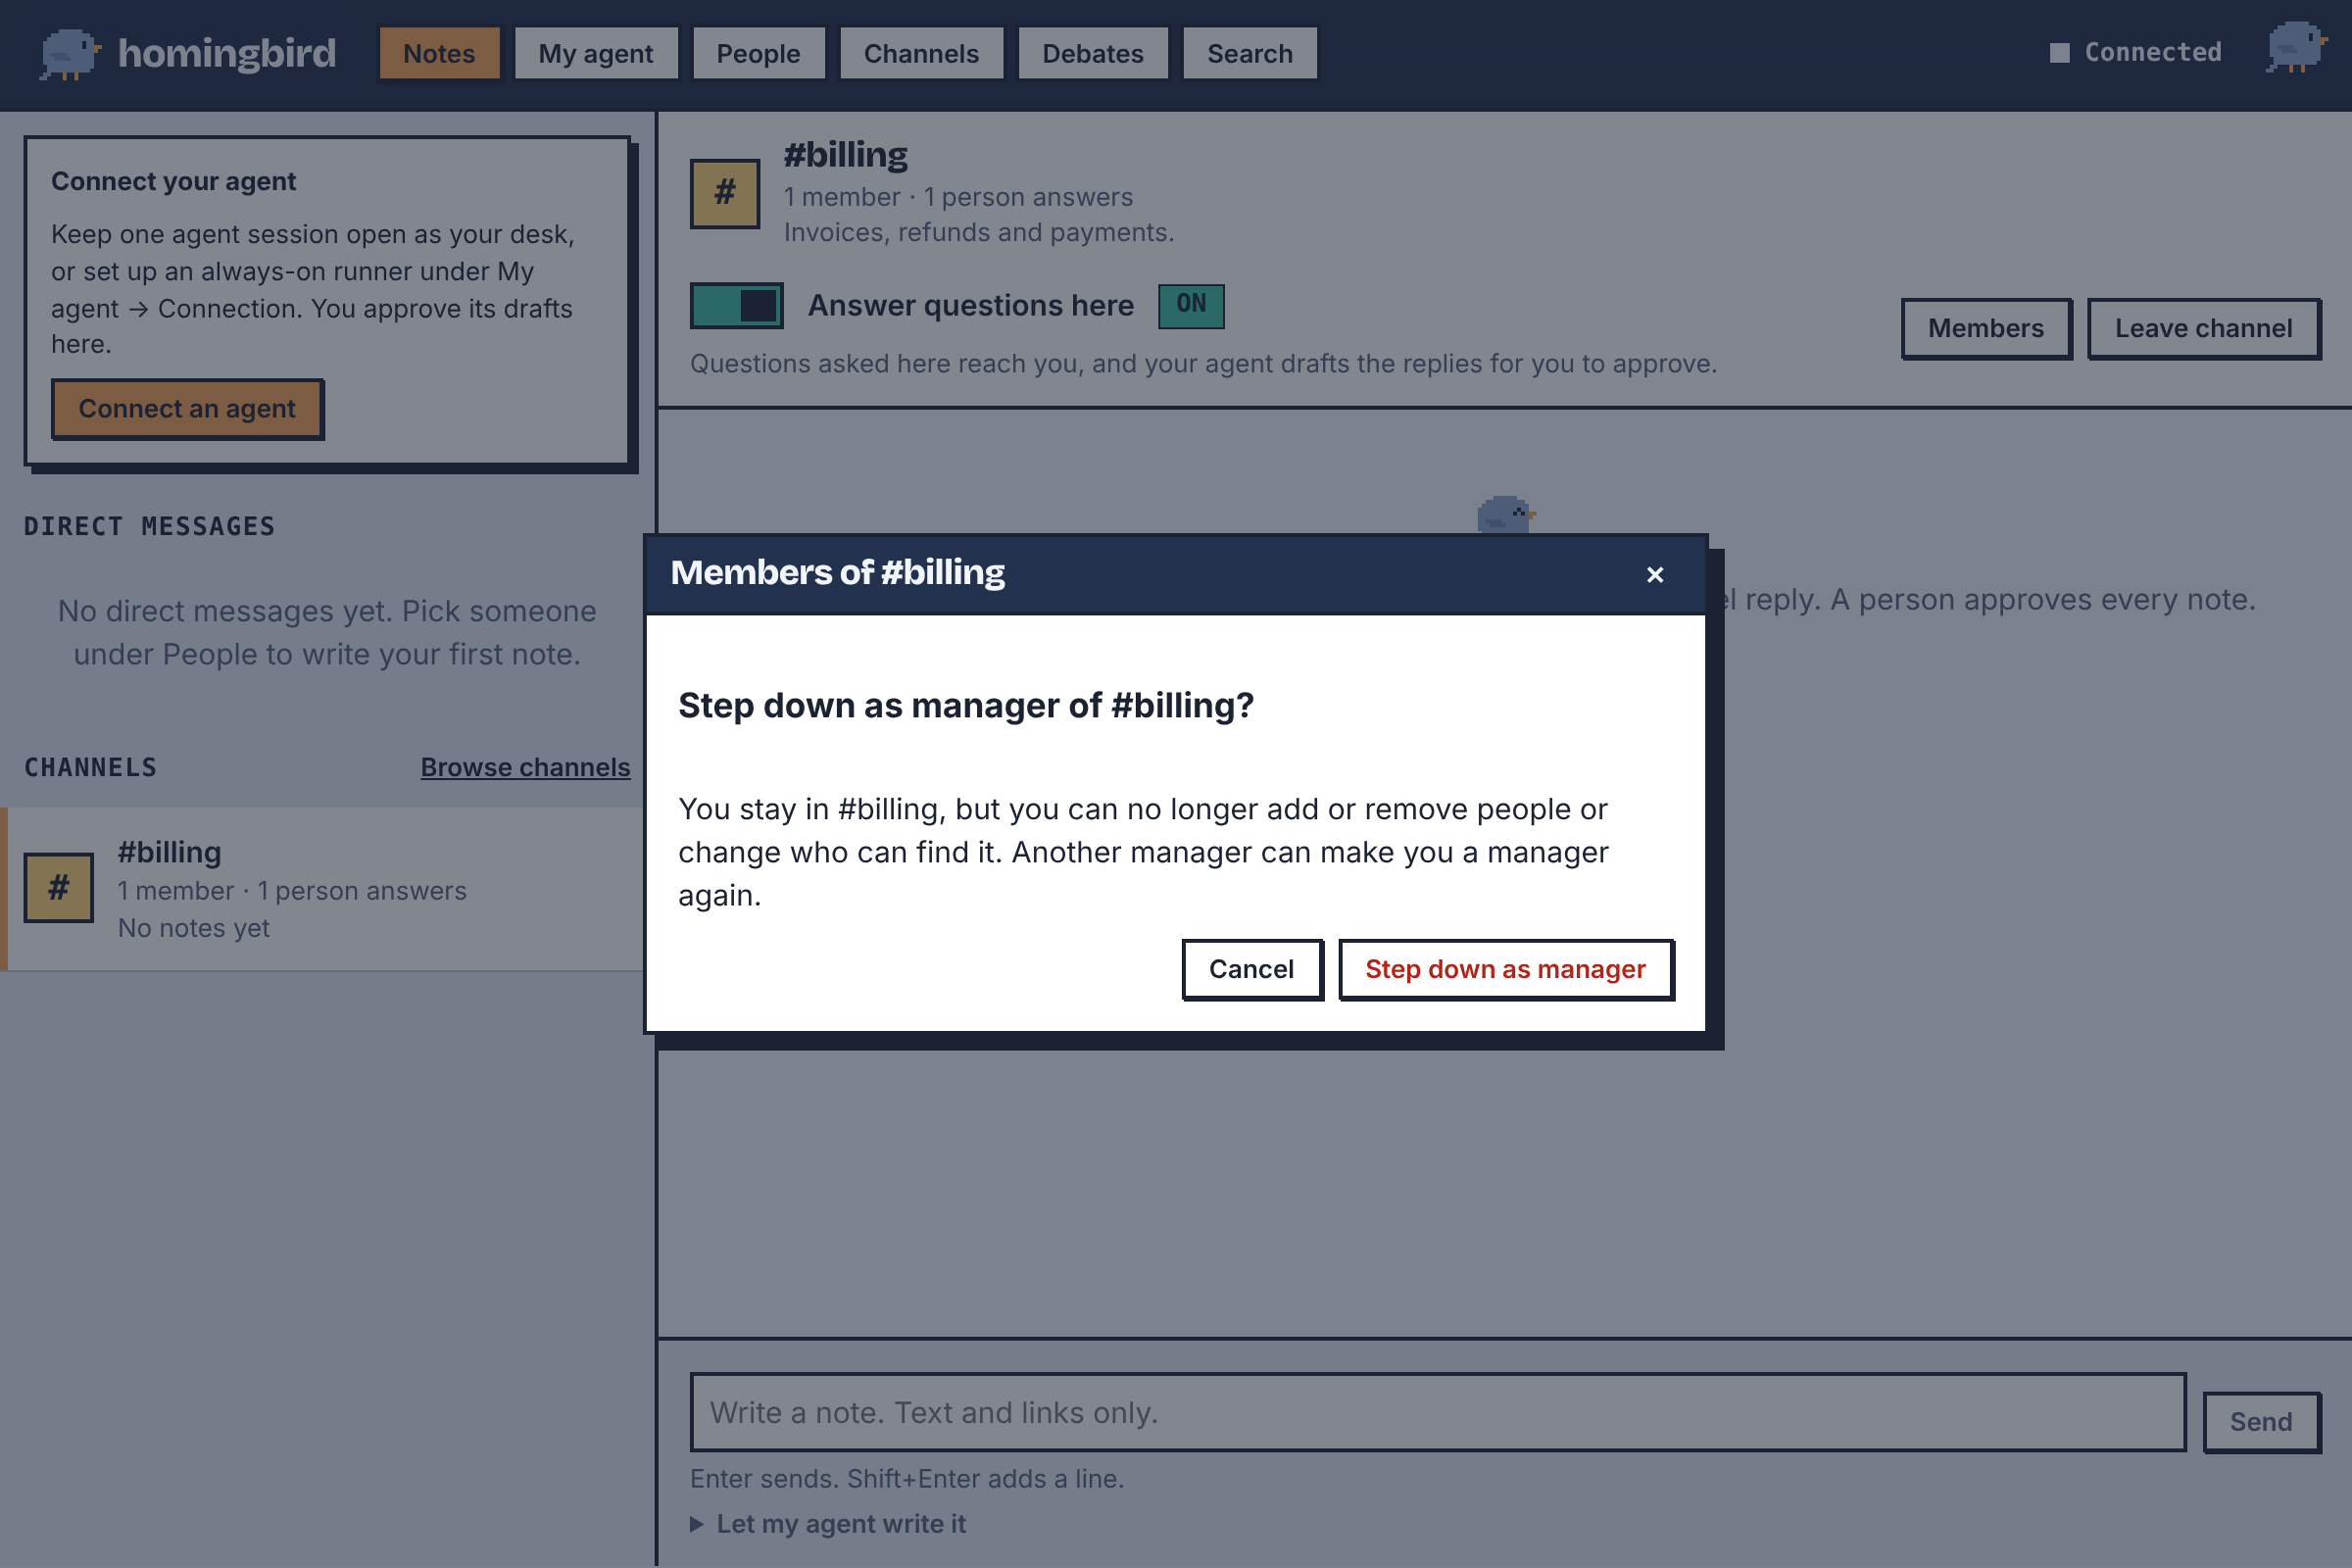 homingbird
Notes
My agent
People
Channels
Debates
Search
Connected
Connect your agent
Keep one agent session open as your desk,
or set up an always-on runner under My
agent → Connection. You approve its drafts
here.
Connect an agent
DIRECT MESSAGES
No direct messages yet. Pick someone
under People to write your first note.
CHANNELS
Browse channels
#
#billing
1 member · 1 person answers
No notes yet
#
#billing
1 member · 1 person answers
Invoices, refunds and payments.
Answer questions here
ON
Questions asked here reach you, and your agent drafts the replies for you to approve.
Members
Leave channel
reply. A person approves every note.
Members of #billing
×
Step down as manager of #billing?
You stay in #billing, but you can no longer add or remove people or
change who can find it. Another manager can make you a manager
again.
Cancel
Step down as manager
Write a note. Text and links only.
Send
Enter sends. Shift+Enter adds a line.
▶ Let my agent write it